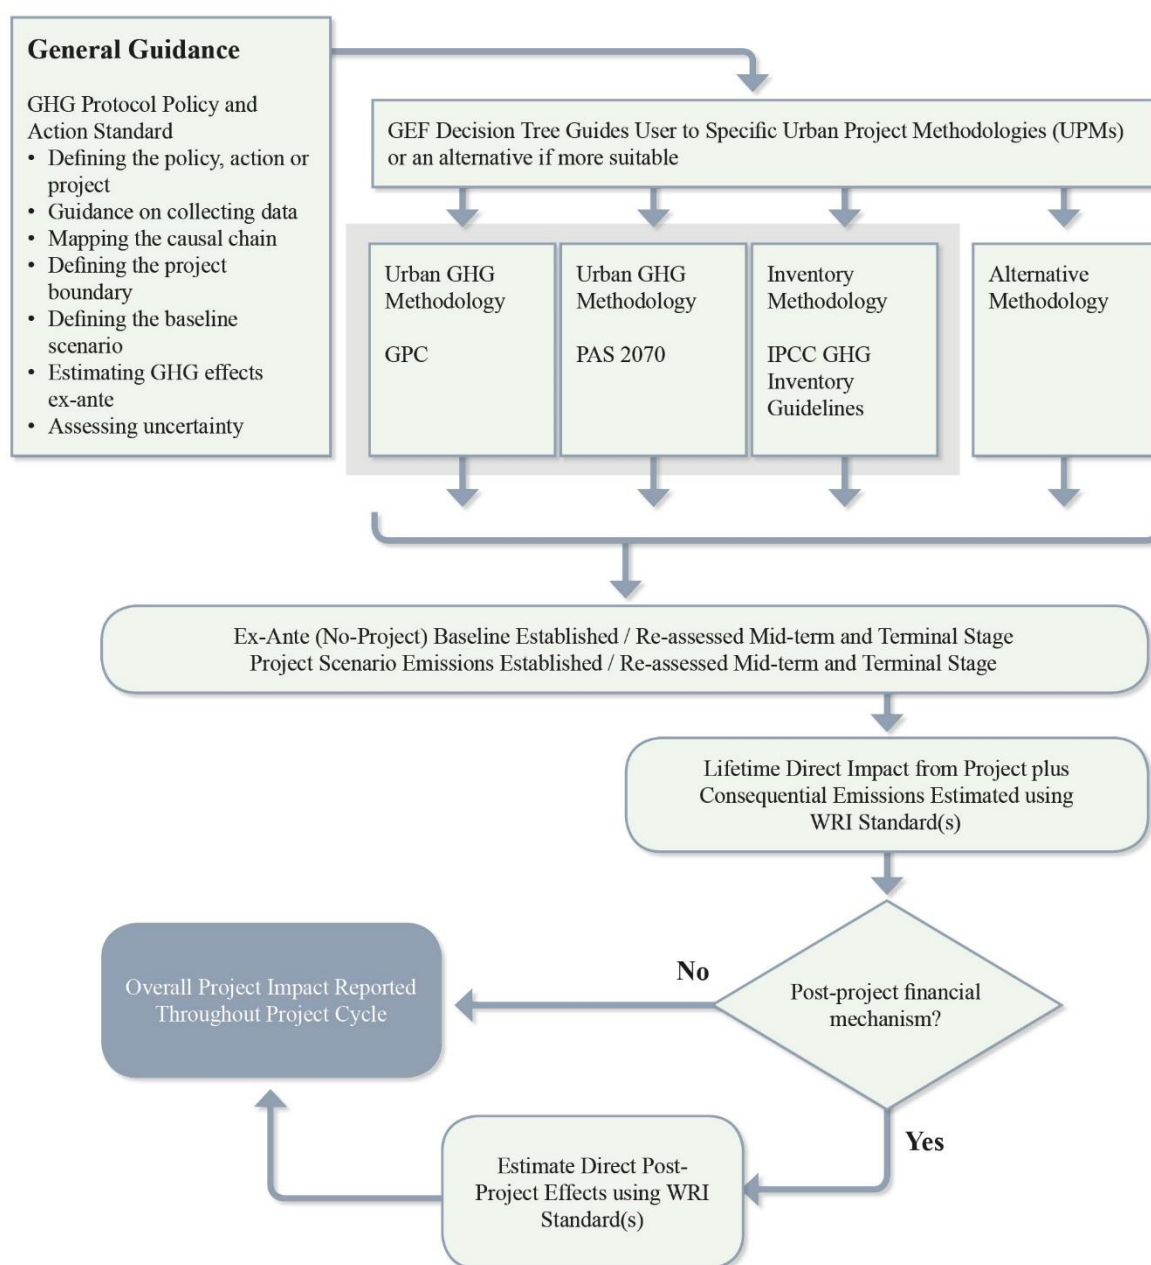 General Guidance
GHG Protocol Policy and
Action Standard
• Defining the policy, action or
project
• Guidance on collecting data
• Mapping the causal chain
• Defining the project
boundary
• Defining the baseline
scenario
• Estimating GHG effects
ex-ante
• Assessing uncertainty
GEF Decision Tree Guides User to Specific Urban Project Methodologies (UPMs)
or an alternative if more suitable
Urban GHG
Methodology
GPC
Urban GHG
Methodology
PAS 2070
Inventory
Methodology
IPCC GHG
Inventory
Guidelines
Alternative
Methodology
Ex-Ante (No-Project) Baseline Established / Re-assessed Mid-term and Terminal Stage
Project Scenario Emissions Established / Re-assessed Mid-term and Terminal Stage
Lifetime Direct Impact from Project plus
Consequential Emissions Estimated using
WRI Standard(s)
Post-project financial
mechanism?
No
Overall Project Impact Reported
Throughout Project Cycle
Yes
Estimate Direct Post-
Project Effects using WRI
Standard(s)